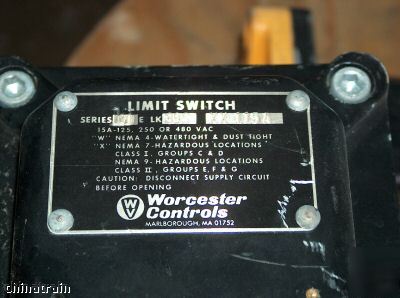 LIMIT SWITCH
SERIES LK
15A-125, 250 OR 480 VAC
"W" NEMA 4-WATERTIGHT & DUST TIGHT
"X" NEMA 7-HAZARDOUS LOCATIONS
CLASS I, GROUPS C & D
NEMA 9-HAZARDOUS LOCATIONS
CLASS II, GROUPS E, F & G
CAUTION: DISCONNECT SUPPLY CIRCUIT
BEFORE OPENING
Worcester
Controls
MARLBOROUGH, MA 01752
chinatrain